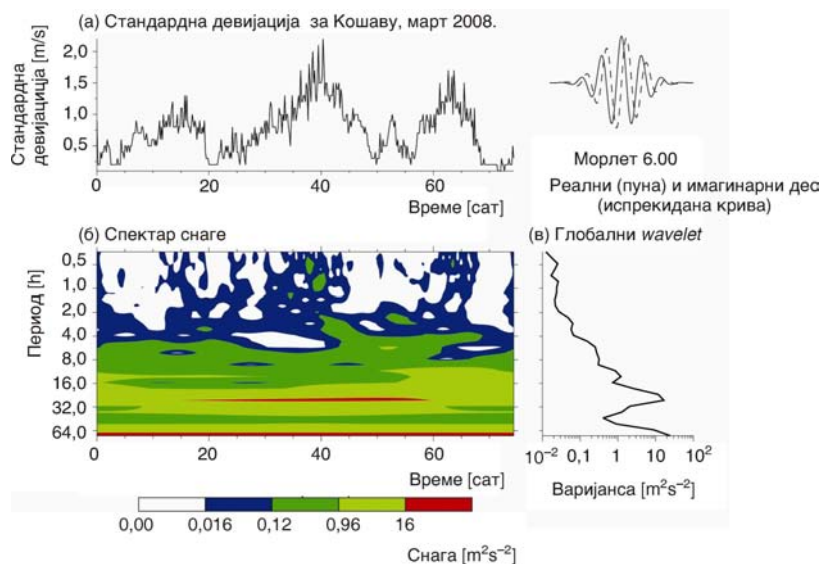 (а) Стандардна девијација за Кошаву, март 2008.
Стандардна
девијациција [m/s]
2,0
1,5
1,0
0,5
0
20
40
60
Време [сат]
Морлет 6.00
Реални (пуна) и имагинарни дес
(испрекидана крива)
(б) Спектар снаге
Период [h]
0,5
1,0
2,0
4,0
8,0
16,0
32,0
64,0
0
20
40
60
Време [сат]
(в) Глобални wavelet
10⁻² 0,1 1 10 10²
Варијанса [m²s⁻²]
0,00 0,016 0,12 0,96 16
Снага [m²s⁻²]